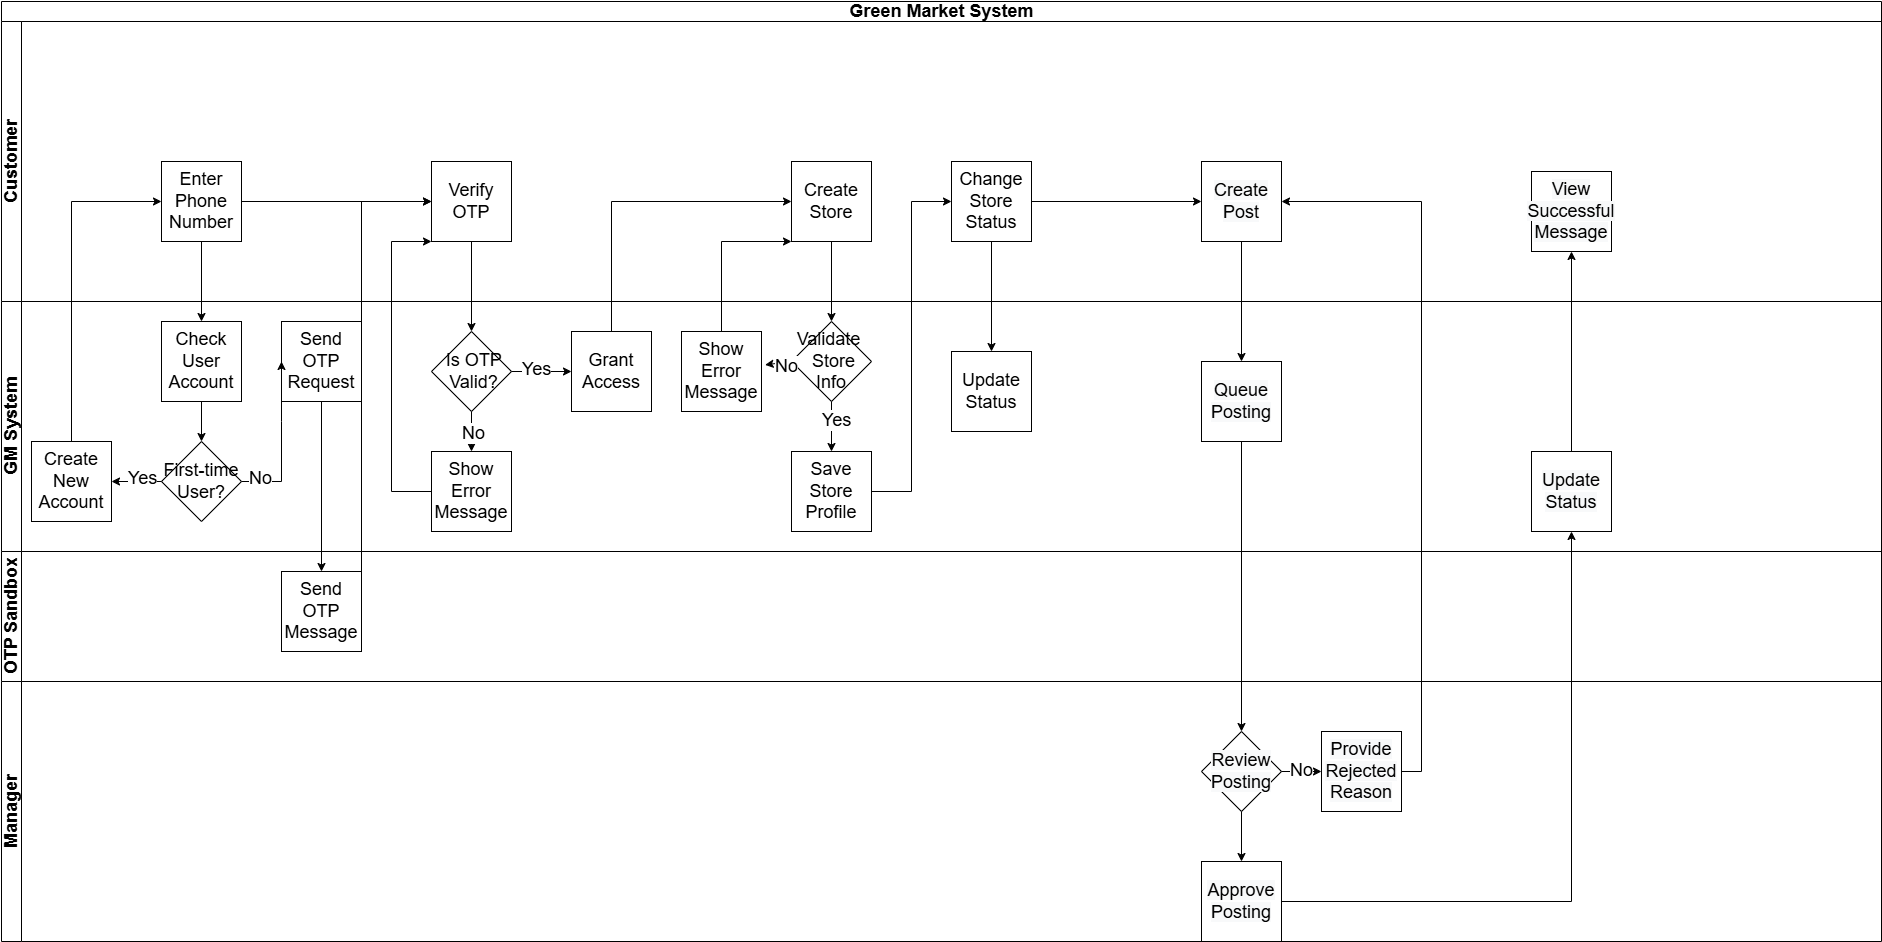 Green Market System
Customer
Enter
Phone
Number
Verify
OTP
Create
Store
Change
Store
Status
Create
Post
View
Successful
Message
GM System
Check
User
Account
Send
OTP
Request
First-time
User?
Yes
No
Create
New
Account
Is OTP
Valid?
Yes
No
Grant
Access
Show
Error
Message
Show
Error
Message
Validate
Store
Info
No
Yes
Save
Store
Profile
Update
Status
Queue
Posting
Update
Status
OTP Sandbox
Send
OTP
Message
Manager
Review
Posting
No
Provide
Rejected
Reason
Approve
Posting